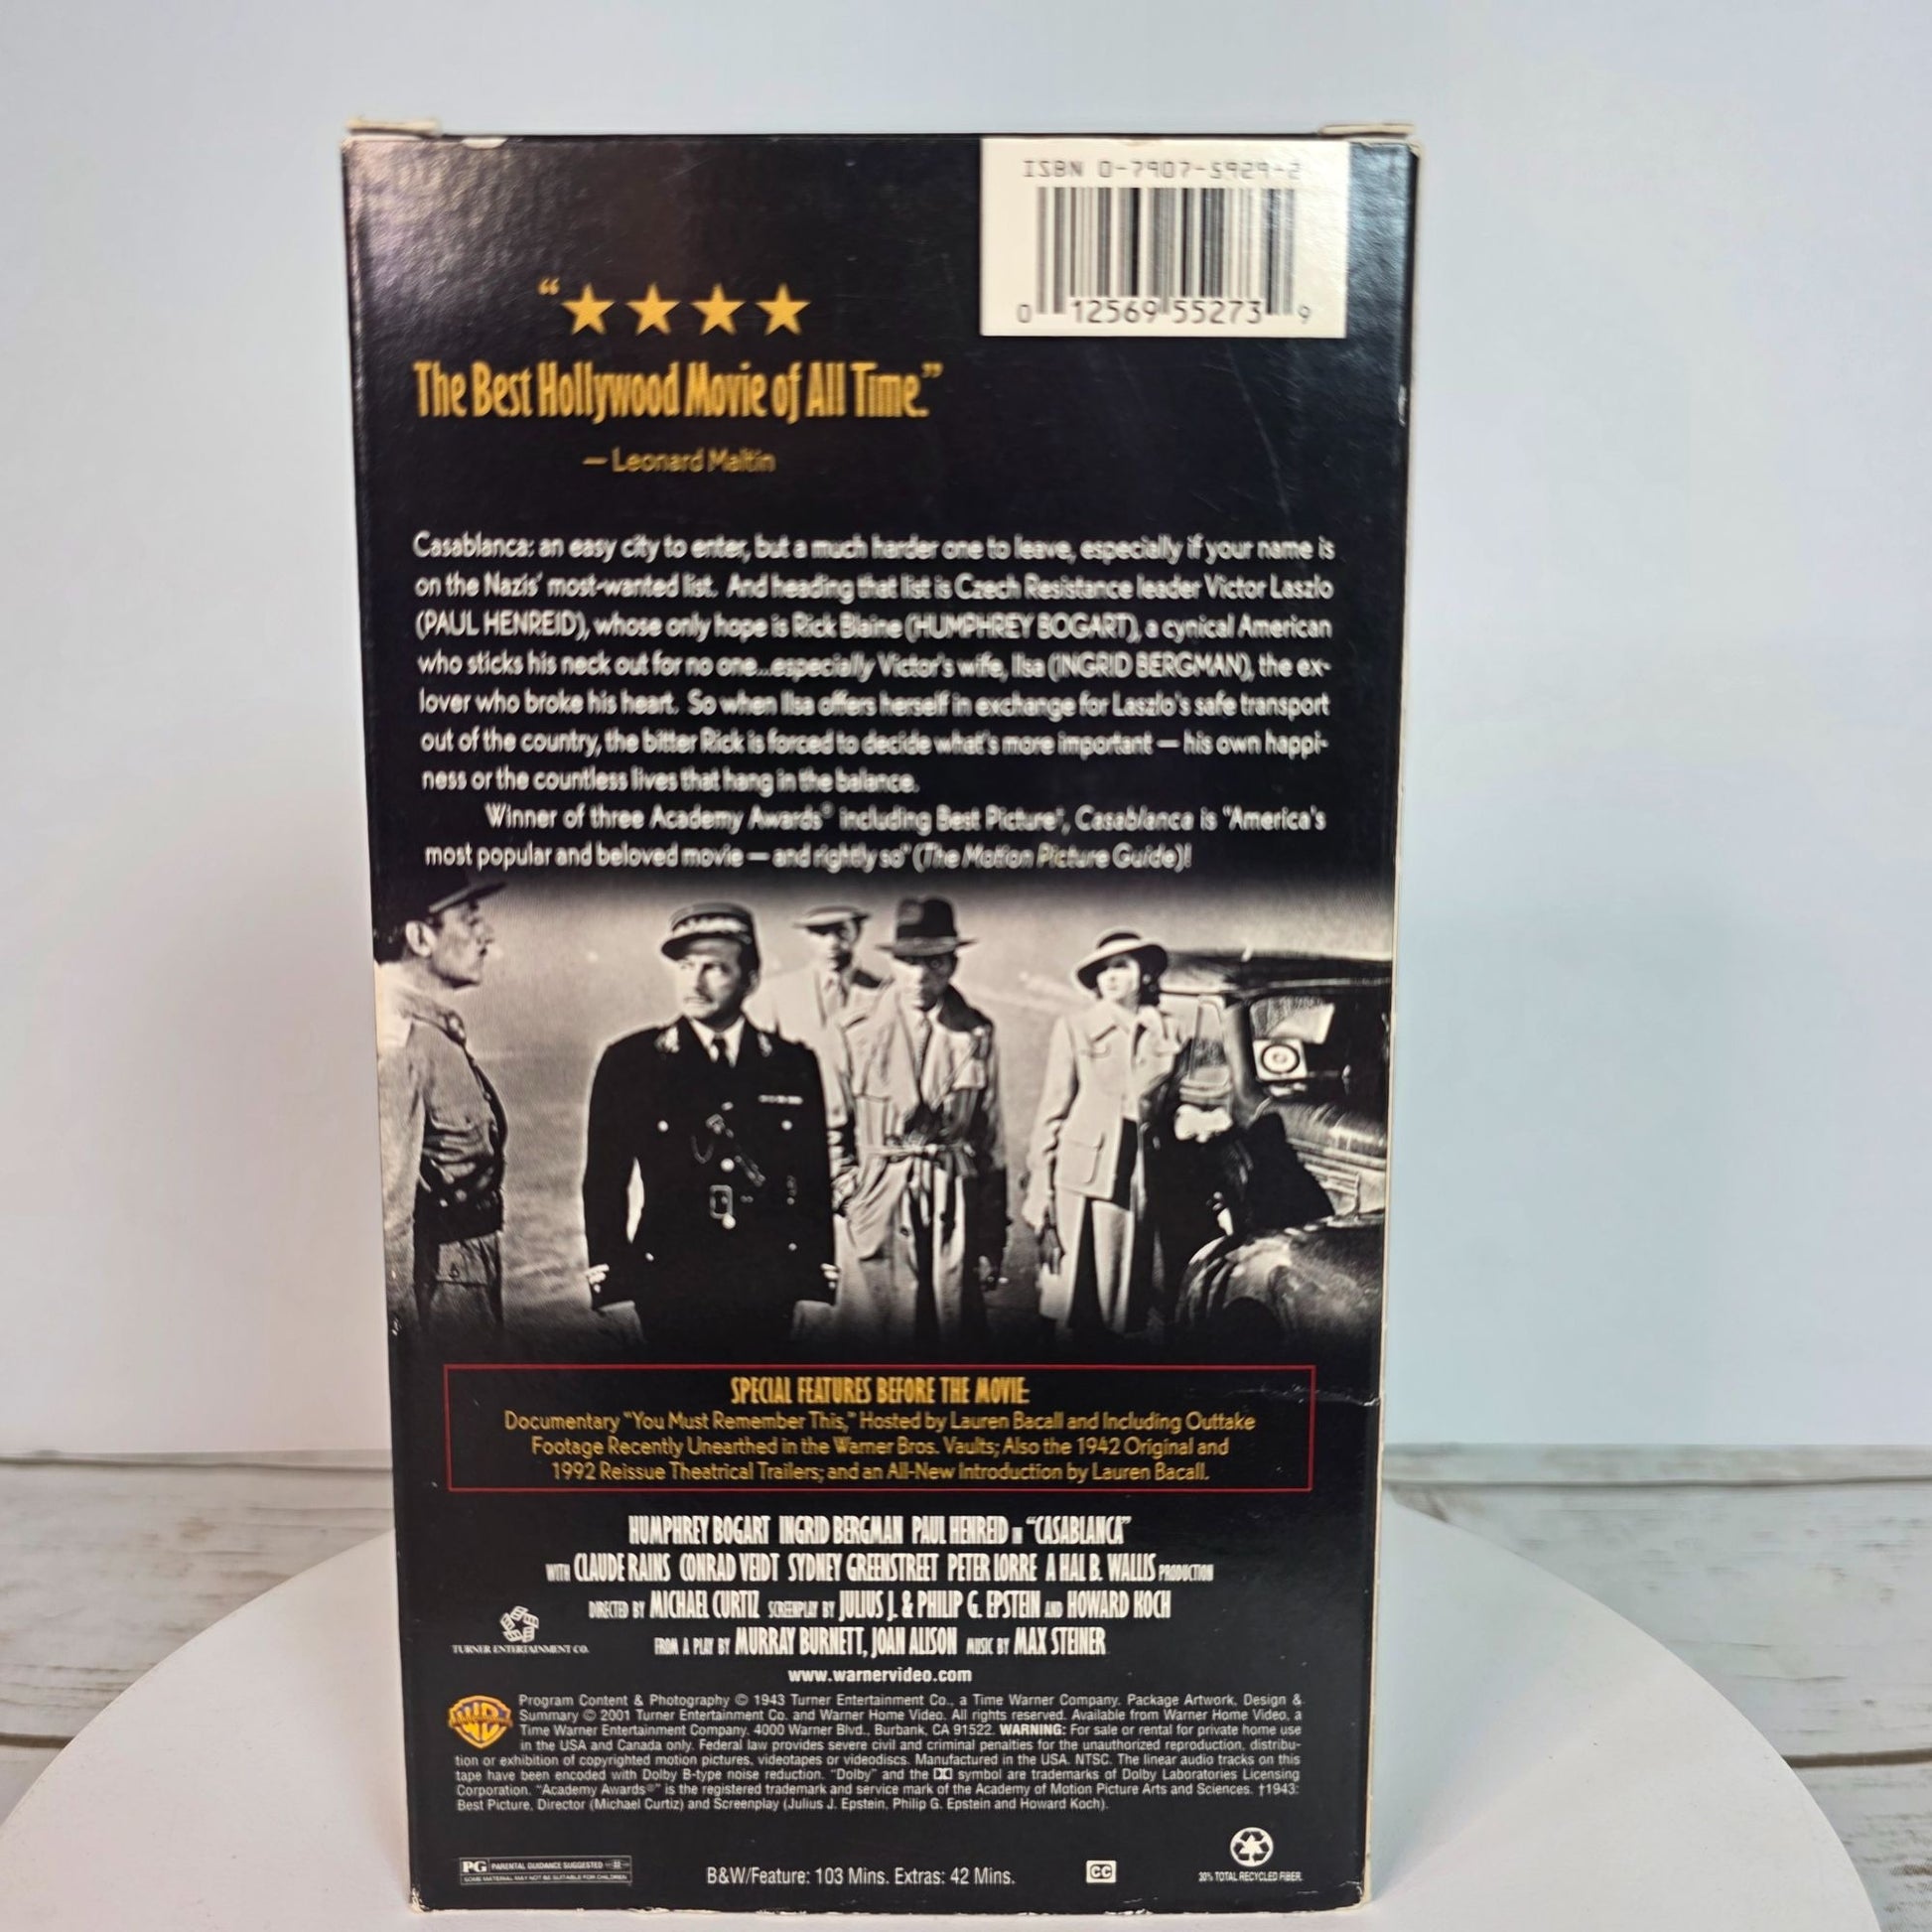 ISBN 0-7907-5929-2
0 12569 55273 9
“★★★★
The Best Hollywood Movie of All Time.”
— Leonard Maltin
Casablanca: an easy city to enter, but a much harder one to leave, especially if your name is
on the Nazis' most-wanted list. And heading that list is Czech Resistance leader Victor Laszlo
(PAUL HENREID), whose only hope is Rick Blaine (HUMPHREY BOGART), a cynical American
who sticks his neck out for no one...especially Victor's wife, Ilsa (INGRID BERGMAN), the ex-
lover who broke his heart. So when Ilsa offers herself in exchange for Laszlo's safe transport
out of the country, the bitter Rick is forced to decide what's more important — his own happi-
ness or the countless lives that hang in the balance.
Winner of three Academy Awards® including Best Picture†, Casablanca is "America's
most popular and beloved movie — and rightly so" (The Motion Picture Guide)!
SPECIAL FEATURES BEFORE THE MOVIE:
Documentary "You Must Remember This," Hosted by Lauren Bacall and Including Outtake
Footage Recently Unearthed in the Warner Bros. Vaults; Also the 1942 Original and
1992 Reissue Theatrical Trailers; and an All-New Introduction by Lauren Bacall.
HUMPHREY BOGART INGRID BERGMAN PAUL HENREID IN "CASABLANCA"
WITH CLAUDE RAINS CONRAD VEIDT SYDNEY GREENSTREET PETER LORRE A HAL B. WALLIS PRODUCTION
DIRECTED BY MICHAEL CURTIZ SCREENPLAY BY JULIUS J. & PHILIP G. EPSTEIN AND HOWARD KOCH
FROM A PLAY BY MURRAY BURNETT, JOAN ALISON MUSIC BY MAX STEINER
TURNER ENTERTAINMENT CO.
www.warnervideo.com
Program Content & Photography © 1943 Turner Entertainment Co., a Time Warner Company. Package Artwork, Design &
Summary © 2001 Turner Entertainment Co. and Warner Home Video. All rights reserved. Available from Warner Home Video, a
Time Warner Entertainment Company. 4000 Warner Blvd., Burbank, CA 91522. WARNING: For sale or rental for private home use
in the USA and Canada only. Federal law provides severe civil and criminal penalties for the unauthorized reproduction, distribu-
tion or exhibition of copyrighted motion pictures, videotapes or videodiscs. Manufactured in the USA. NTSC. The linear audio tracks on this
tape have been encoded with Dolby B-type noise reduction. "Dolby" and the symbol are trademarks of Dolby Laboratories Licensing
Corporation. "Academy Awards®" is the registered trademark and service mark of the Academy of Motion Picture Arts and Sciences. †1943:
Best Picture, Director (Michael Curtiz) and Screenplay (Julius J. Epstein, Philip G. Epstein and Howard Koch).
PG PARENTAL GUIDANCE SUGGESTED
SOME MATERIAL MAY NOT BE SUITABLE FOR CHILDREN
B&W/Feature: 103 Mins. Extras: 42 Mins.
CC
30% TOTAL RECYCLED FIBER.